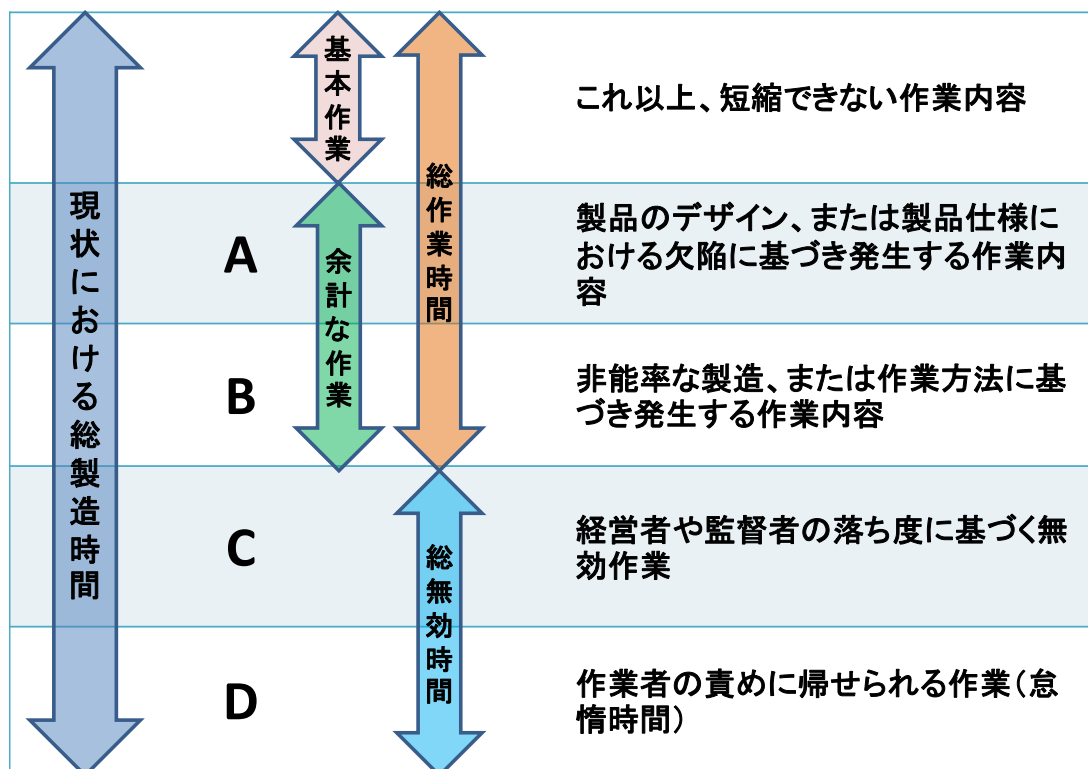 現状における総製造時間
基本作業
総作業時間
これ以上、短縮できない作業内容
A
余計な作業
製品のデザイン、または製品仕様に
おける欠陥に基づき発生する作業内
容
B
非能率な製造、または作業方法に基
づき発生する作業内容
C
総無効時間
経営者や監督者の落ち度に基づく無
効作業
D
作業者の責めに帰せられる作業（怠
惰時間）